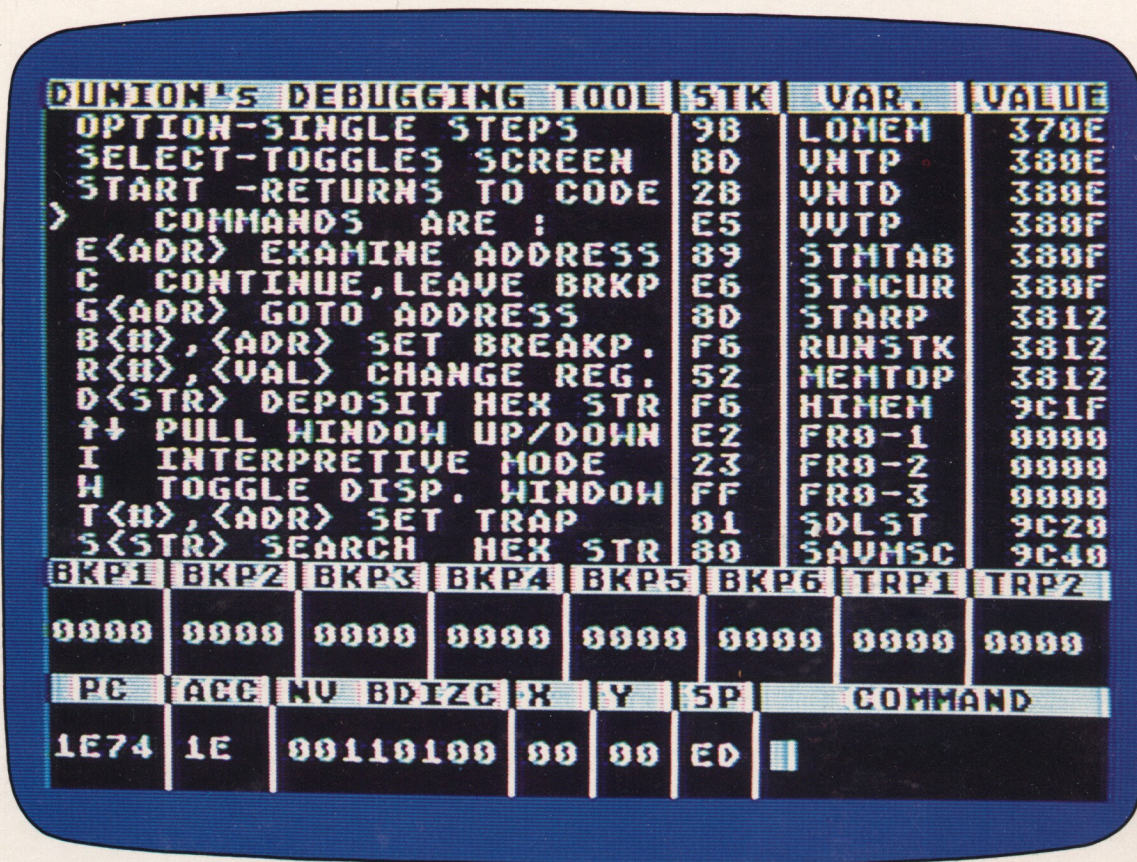 DUNION's DEBUGGING TOOL STK VAR. VALUE
OPTION-SINGLE STEPS 9B LOMEM 370E
SELECT-TOGGLES SCREEN BD VNTP 380E
START -RETURNS TO CODE 2B VNTD 380E
> COMMANDS ARE : E5 VVTP 380F
E<ADR> EXAMINE ADDRESS 89 STMTAB 380F
C CONTINUE,LEAVE BRKP E6 STMCUR 380F
G<ADR> GOTO ADDRESS 8D STARP 3812
B<#>,<ADR> SET BREAKP. F6 RUNSTK 3812
R<#>,<VAL> CHANGE REG. 52 MEMTOP 3812
D<STR> DEPOSIT HEX STR F6 HIMEM 9C1F
↑↓ PULL WINDOW UP/DOWN E2 FR0-1 0000
I INTERPRETIVE MODE 23 FR0-2 0000
W TOGGLE DISP. WINDOW FF FR0-3 0000
T<#>,<ADR> SET TRAP 01 SDLST 9C20
S<STR> SEARCH HEX STR 80 SAVMSC 9C40
BKP1 BKP2 BKP3 BKP4 BKP5 BKP6 TRP1 TRP2
0000 0000 0000 0000 0000 0000 0000 0000
PC ACC NV BDIZC X Y SP COMMAND
1E74 1E 00110100 00 00 ED